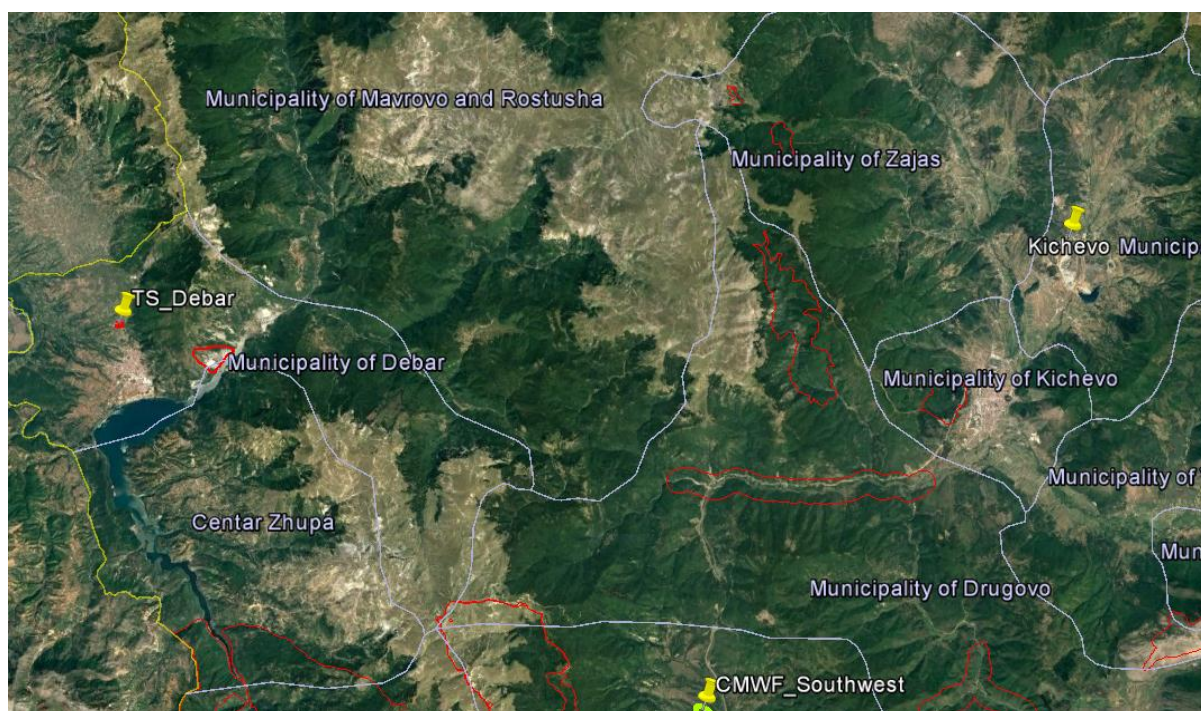 Municipality of Mavrovo and Rostusha
Municipality of Zajas
Kichevo Municip
TS_Debar
Municipality of Debar
Municipality of Kichevo
Municipality of
Centar Zhupa
Mun
Municipality of Drugovo
CMWF_Southwest